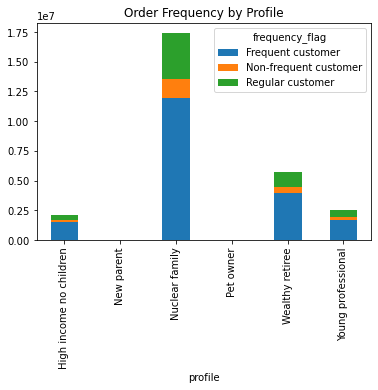 Order Frequency by Profile
1e7
frequency_flag
Frequent customer
Non-frequent customer
Regular customer
1.75
1.50
1.25
1.00
0.75
0.50
0.25
0.00
High income no children
New parent
Nuclear family
Pet owner
Wealthy retiree
Young professional
profile